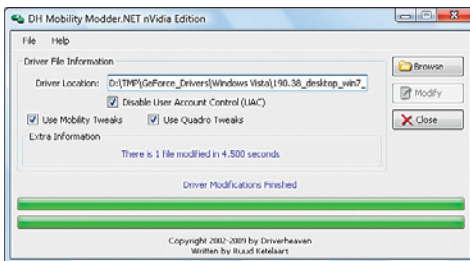 DH Mobility Modder.NET nVidia Edition
File Help
Driver File Information
Driver Location: D:\TMP\GeForce_Drivers\Windows Vista\190.38_desktop_win7_
Browse
Disable User Account Control (UAC)
Modify
Use Mobility Tweaks Use Quadro Tweaks
Close
Extra Information
There is 1 file modified in 4.500 seconds
Driver Modifications Finished
Copyright 2002-2009 by Driverheaven
Written by Ruud Ketelaars